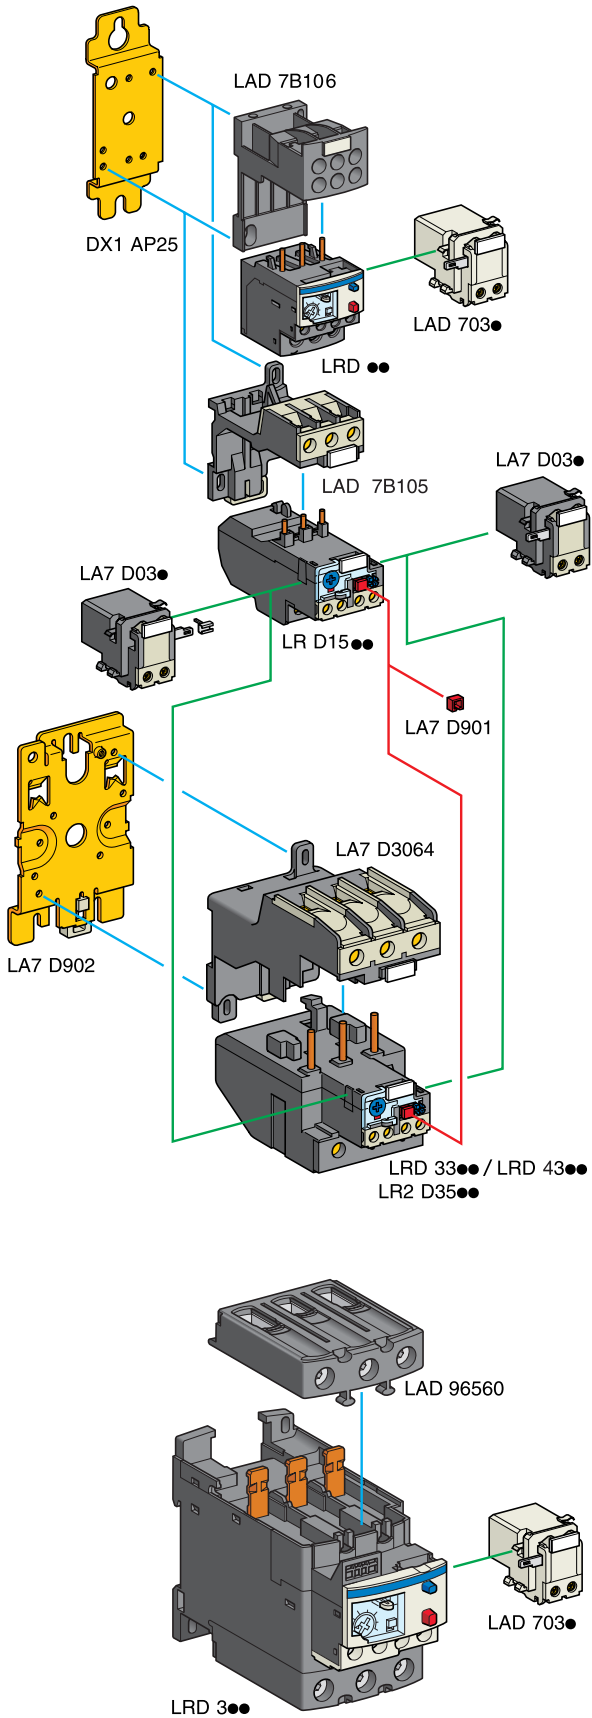 LAD 7B106
DX1 AP25
LAD 703●
LRD ●●
LA7 D03●
LAD 7B105
LA7 D03●
LR D15●●
LA7 D901
LA7 D3064
LA7 D902
LRD 33●● / LRD 43●●
LR2 D35●●
LAD 96560
LAD 703●
LRD 3●●